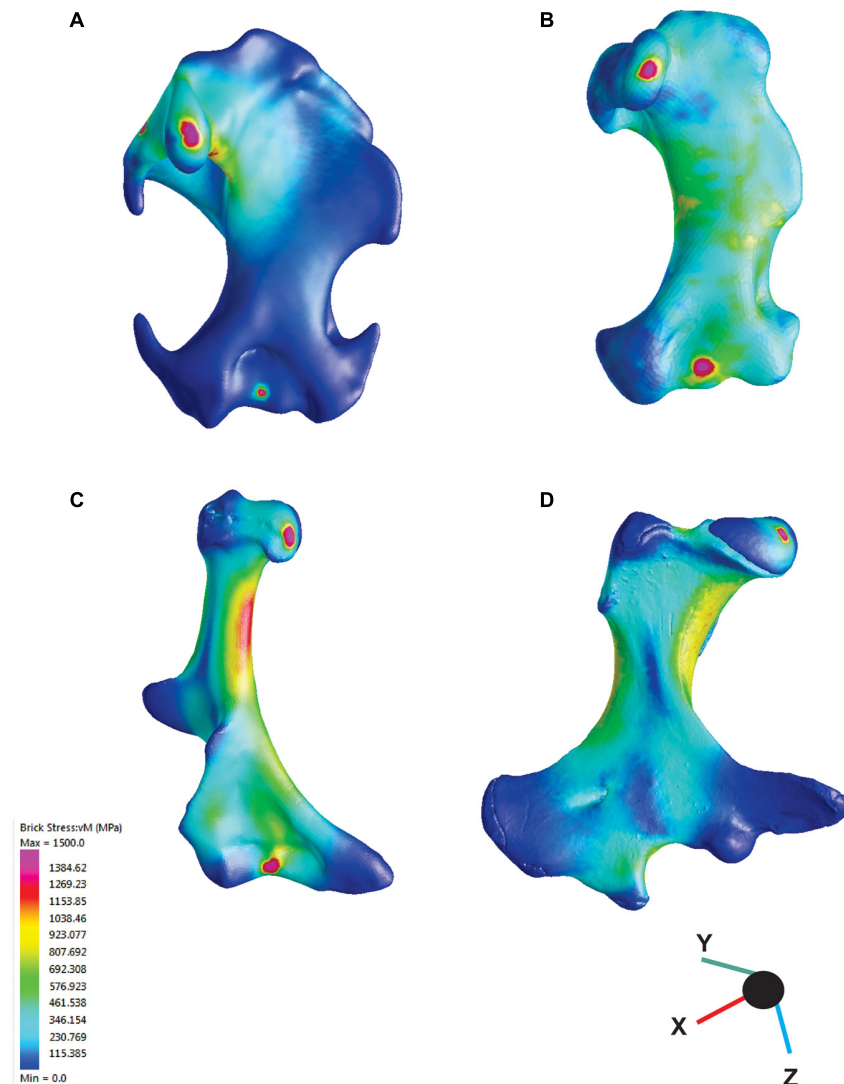 A
B
C
D
Brick Stress:vM (MPa)
Max = 1500.0
1384.62
1269.23
1153.85
1038.46
923.077
807.692
692.308
576.923
461.538
346.154
230.769
115.385
Min = 0.0
Y
X
Z